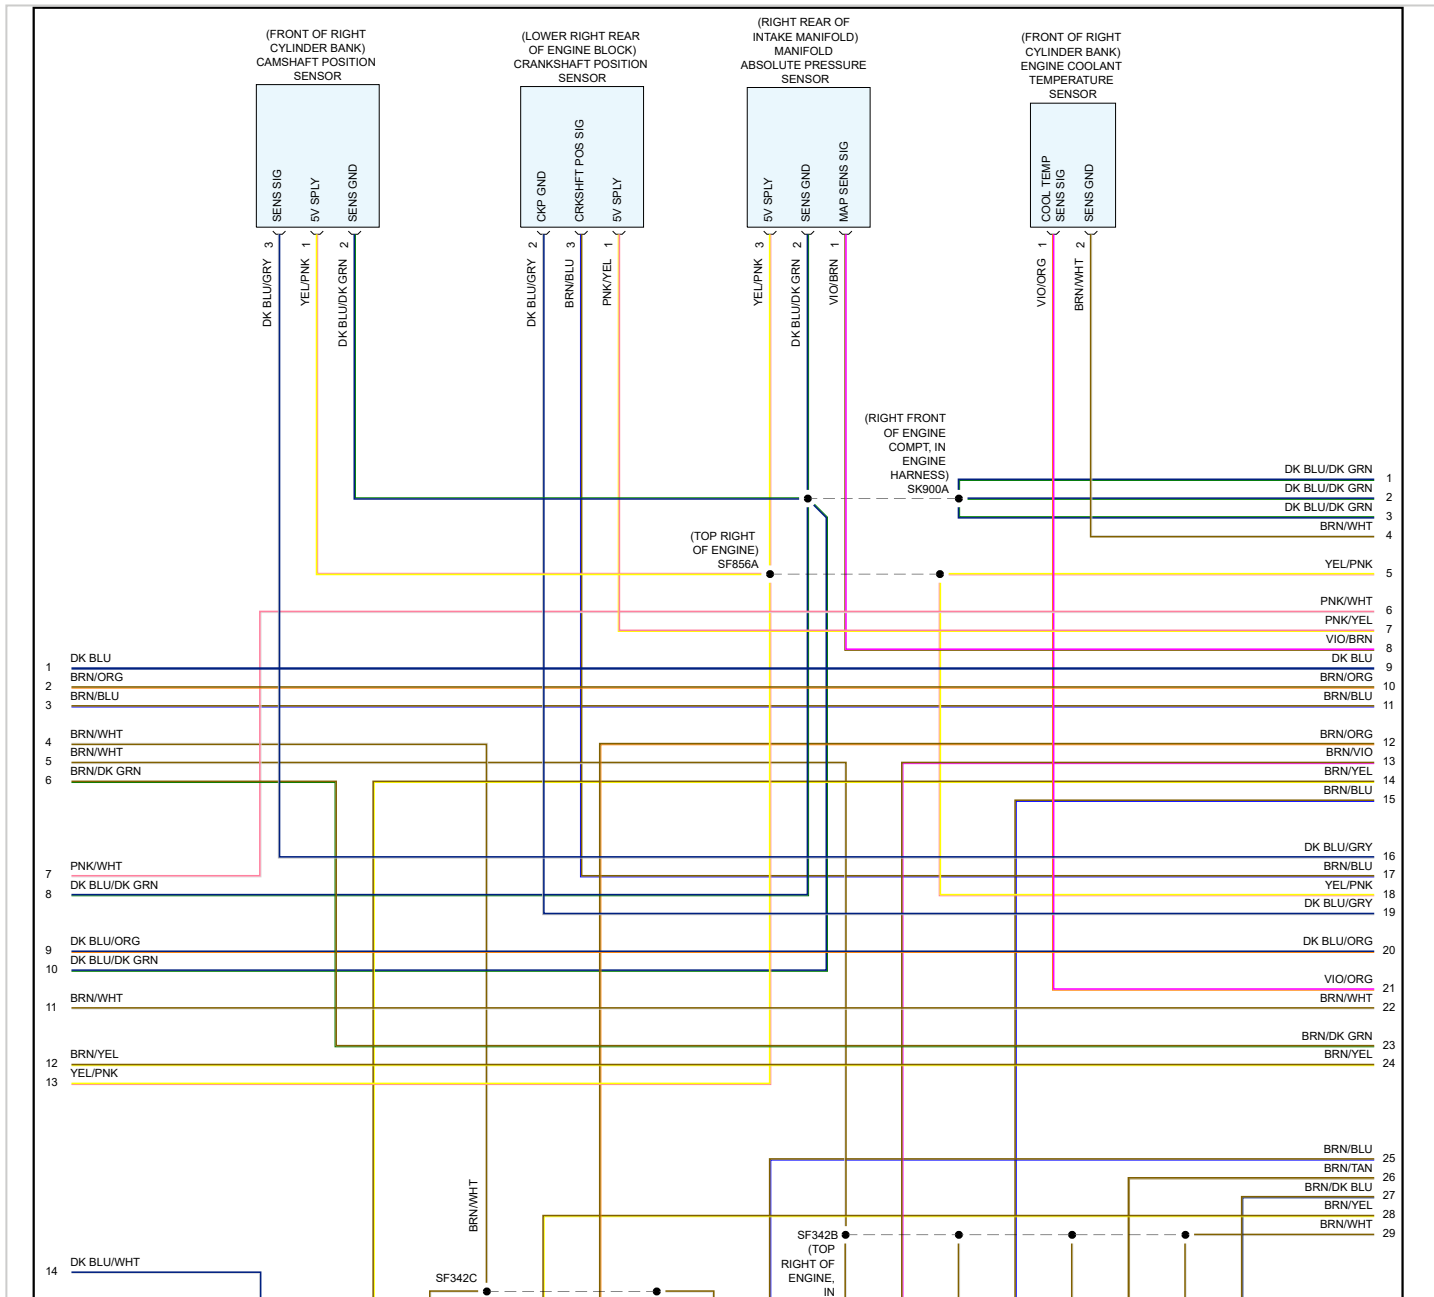 (FRONT OF RIGHT
CYLINDER BANK)
CAMSHAFT POSITION
SENSOR
(LOWER RIGHT REAR
OF ENGINE BLOCK)
CRANKSHAFT POSITION
SENSOR
(RIGHT REAR OF
INTAKE MANIFOLD)
MANIFOLD
ABSOLUTE PRESSURE
SENSOR
(FRONT OF RIGHT
CYLINDER BANK)
ENGINE COOLANT
TEMPERATURE
SENSOR
SENS SIG
5V SPLY
SENS GND
CKP GND
CRKSHFT POS SIG
5V SPLY
5V SPLY
SENS GND
MAP SENS SIG
COOL TEMP
SENS SIG
SENS GND
3
1
2
2
3
1
3
2
1
1
2
DK BLU/GRY
YEL/PNK
DK BLU/DK GRN
DK BLU/GRY
BRN/BLU
PNK/YEL
YEL/PNK
DK BLU/DK GRN
VIO/BRN
VIO/ORG
BRN/WHT
(RIGHT FRONT
OF ENGINE
COMPT, IN
ENGINE
HARNESS)
SK900A
(TOP RIGHT
OF ENGINE)
SF856A
DK BLU/DK GRN 1
DK BLU/DK GRN 2
DK BLU/DK GRN 3
BRN/WHT 4
YEL/PNK 5
PNK/WHT 6
PNK/YEL 7
VIO/BRN 8
1 DK BLU
DK BLU 9
2 BRN/ORG
BRN/ORG 10
3 BRN/BLU
BRN/BLU 11
4 BRN/WHT
BRN/ORG 12
5 BRN/WHT
BRN/VIO 13
6 BRN/DK GRN
BRN/YEL 14
BRN/BLU 15
DK BLU/GRY 16
7 PNK/WHT
BRN/BLU 17
8 DK BLU/DK GRN
YEL/PNK 18
DK BLU/GRY 19
9 DK BLU/ORG
DK BLU/ORG 20
10 DK BLU/DK GRN
VIO/ORG 21
11 BRN/WHT
BRN/WHT 22
BRN/DK GRN 23
12 BRN/YEL
BRN/YEL 24
13 YEL/PNK
BRN/BLU 25
BRN/TAN 26
BRN/DK BLU 27
BRN/YEL 28
BRN/WHT 29
BRN/WHT
SF342B
(TOP
RIGHT OF
ENGINE,
IN
14 DK BLU/WHT
SF342C